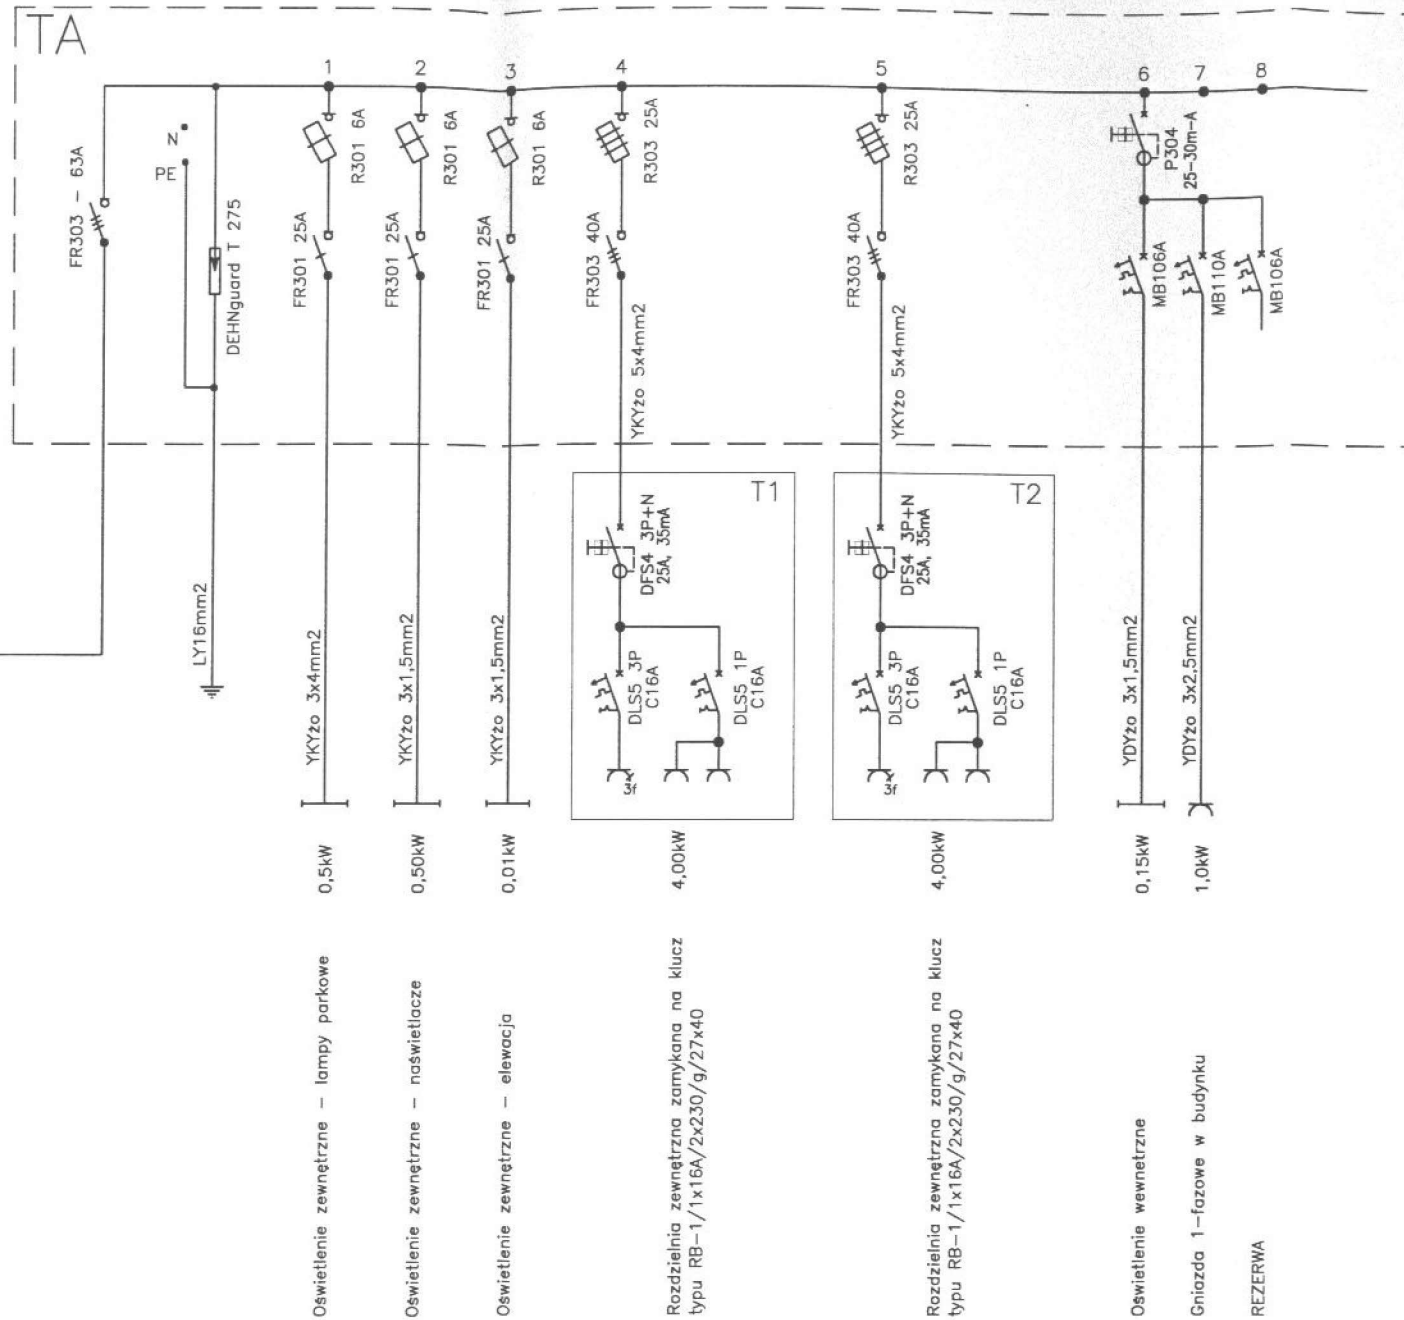 TA
1
2
3
4
5
6
7
8
FR303 - 63A
N
PE
DEHNguard T 275
LY16mm2
R301 6A
FR301 25A
YKYżo 3x4mm2
0,5kW
Oświetlenie zewnętrzne - lampy parkowe
R301 6A
FR301 25A
YKYżo 3x1,5mm2
0,50kW
Oświetlenie zewnętrzne - naświetlacze
R301 6A
FR301 25A
YKYżo 3x1,5mm2
0,01kW
Oświetlenie zewnętrzne - elewacja
R303 25A
FR303 40A
YKYżo 5x4mm2
T1
DFS4 3P+N
25A, 35mA
DLS5 3P
C16A
DLS5 1P
C16A
3f
4,00kW
Rozdzielnia zewnętrzna zamykana na klucz
typu RB-1/1x16A/2x230/g/27x40
R303 25A
FR303 40A
YKYżo 5x4mm2
T2
DFS4 3P+N
25A, 35mA
DLS5 3P
C16A
DLS5 1P
C16A
3f
4,00kW
Rozdzielnia zewnętrzna zamykana na klucz
typu RB-1/1x16A/2x230/g/27x40
P304
25-30m-A
MB106A
YDYżo 3x1,5mm2
0,15kW
Oświetlenie wewnetrzne
MB110A
YDYżo 3x2,5mm2
1,0kW
Gniazda 1-fazowe w budynku
MB106A
REZERWA